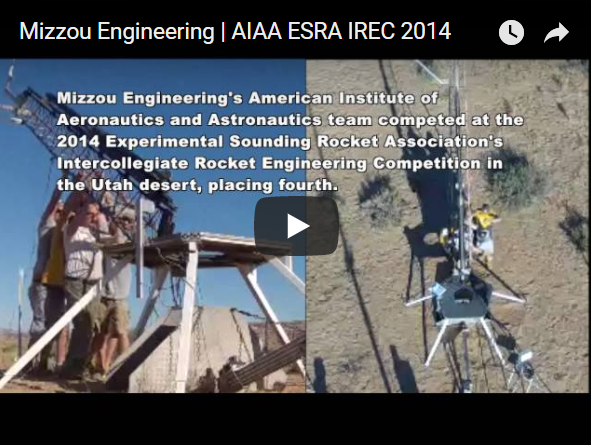 Mizzou Engineering | AIAA ESRA IREC 2014
Mizzou Engineering's American Institute of
Aeronautics and Astronautics team competed at the
2014 Experimental Sounding Rocket Association's
Intercollegiate Rocket Engineering Competition in
the Utah desert, placing fourth.